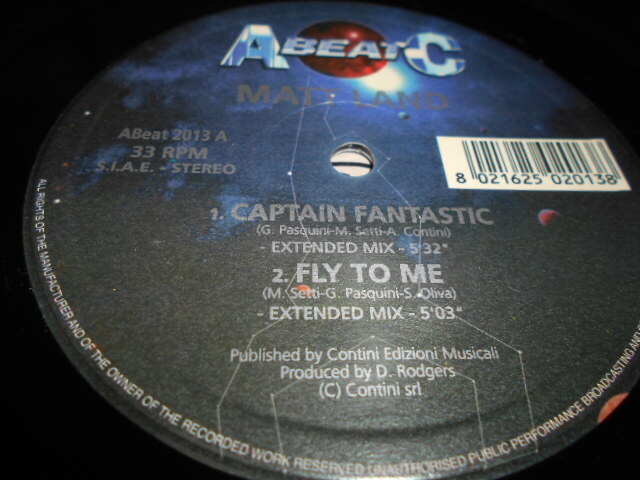 ABEATC
MATT LAND
ABeat 2013 A
33 RPM
S.I.A.E. - STEREO
8 021625 020138
1. CAPTAIN FANTASTIC
(G. Pasquini-M. Setti-A. Contini)
- EXTENDED MIX - 5'32"
2. FLY TO ME
(M. Setti-G. Pasquini-S. Oliva)
- EXTENDED MIX - 5'03"
Published by Contini Edizioni Musicali
Produced by D. Rodgers
(C) Contini srl
ALL RIGHTS OF THE MANUFACTURER AND OF THE OWNER OF THE RECORDED WORK RESERVED UNAUTHORISED PUBLIC PERFORMANCE BROADCASTING AND